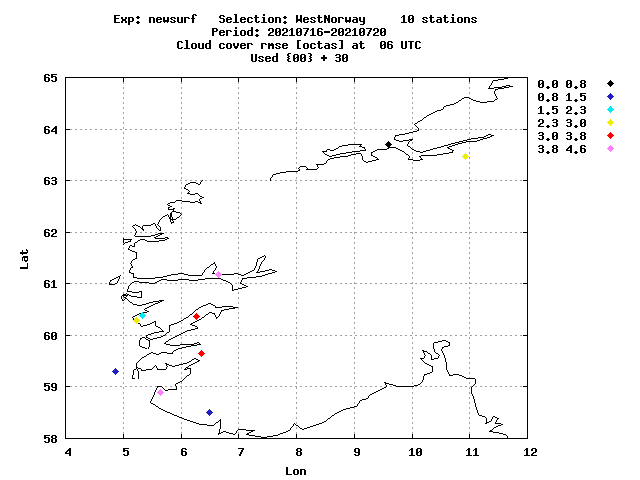 Exp: newsurf   Selection: WestNorway     10 stations
Period: 20210716-20210720
Cloud cover rmse [octas] at  06 UTC
Used {00} + 30
0.0 0.8
0.8 1.5
1.5 2.3
2.3 3.0
3.0 3.8
3.8 4.6
65
64
63
62
61
60
59
58
Lat
4 5 6 7 8 9 10 11 12
Lon